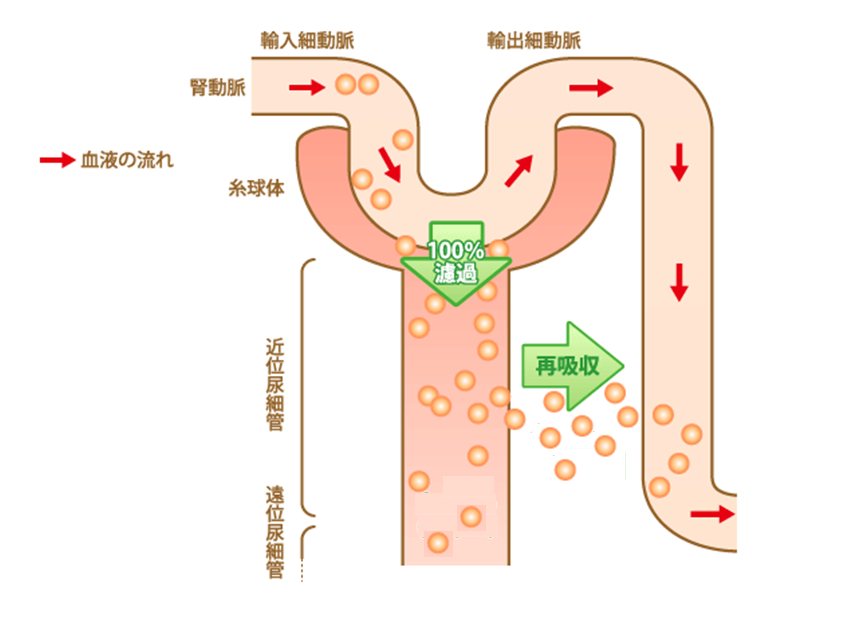 輸入細動脈
輸出細動脈
腎動脈
血液の流れ
糸球体
100%
濾過
再吸収
近位尿細管
遠位尿細管